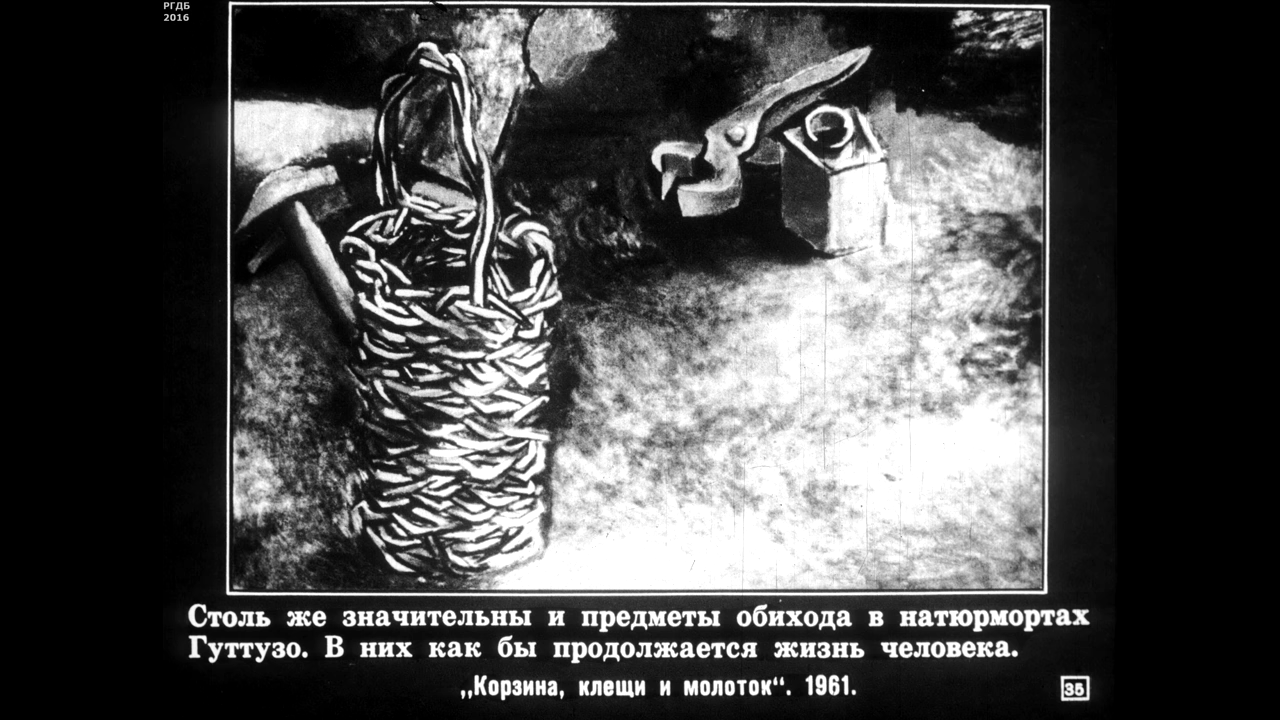 РГДБ
2016
Столь же значительны и предметы обихода в натюрмортах
Гуттузо. В них как бы продолжается жизнь человека.
„Корзина, клещи и молоток“. 1961.
35